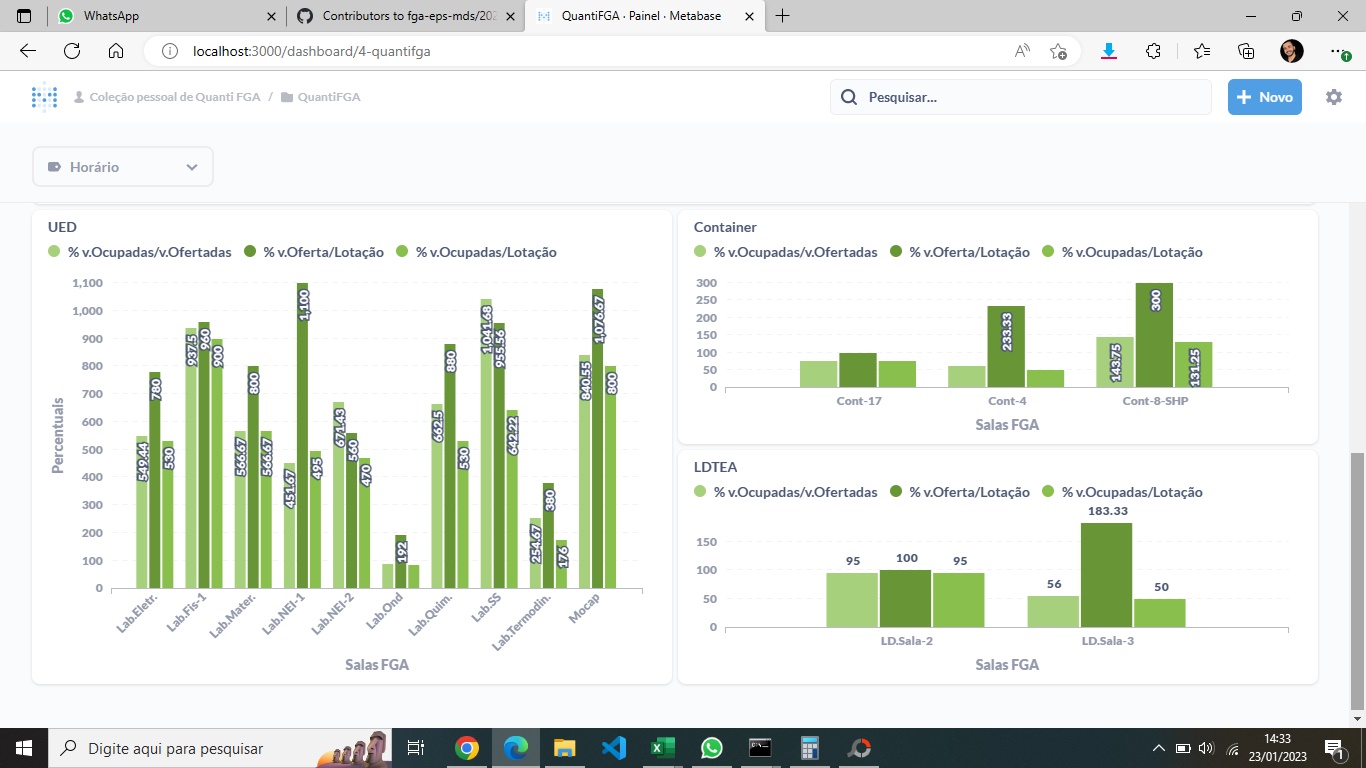 WhatsApp
Contributors to fga-eps-mds/202
QuantiFGA · Painel · Metabase
localhost:3000/dashboard/4-quantifga
Coleção pessoal de Quanti FGA / QuantiFGA
Pesquisar...
Novo
Horário
UED
% v.Ocupadas/v.Ofertadas % v.Oferta/Lotação % v.Ocupadas/Lotação
Percentuais
1,100
1,000
900
800
700
600
500
400
300
200
100
0
549.44 780 530
937.5 960 900
566.67 800 566.67
451.67 1,100 495
671.43 560 470
192
662.5 880 530
1,041.68 955.56 642.22
254.67 380 176
840.55 1,076.67 800
Lab.Eletr. Lab.Fis-1 Lab.Mater. Lab.NEI-1 Lab.NEI-2 Lab.Ond Lab.Quim. Lab.SS Lab.Termodin. Mocap
Salas FGA
Container
% v.Ocupadas/v.Ofertadas % v.Oferta/Lotação % v.Ocupadas/Lotação
300
250
200
150
100
50
0
233.33
143.75 300 131.25
Cont-17 Cont-4 Cont-8-SHP
Salas FGA
LDTEA
% v.Ocupadas/v.Ofertadas % v.Oferta/Lotação % v.Ocupadas/Lotação
150
100
50
0
95 100 95
56 183.33 50
LD.Sala-2 LD.Sala-3
Salas FGA
Digite aqui para pesquisar
14:33
23/01/2023
1